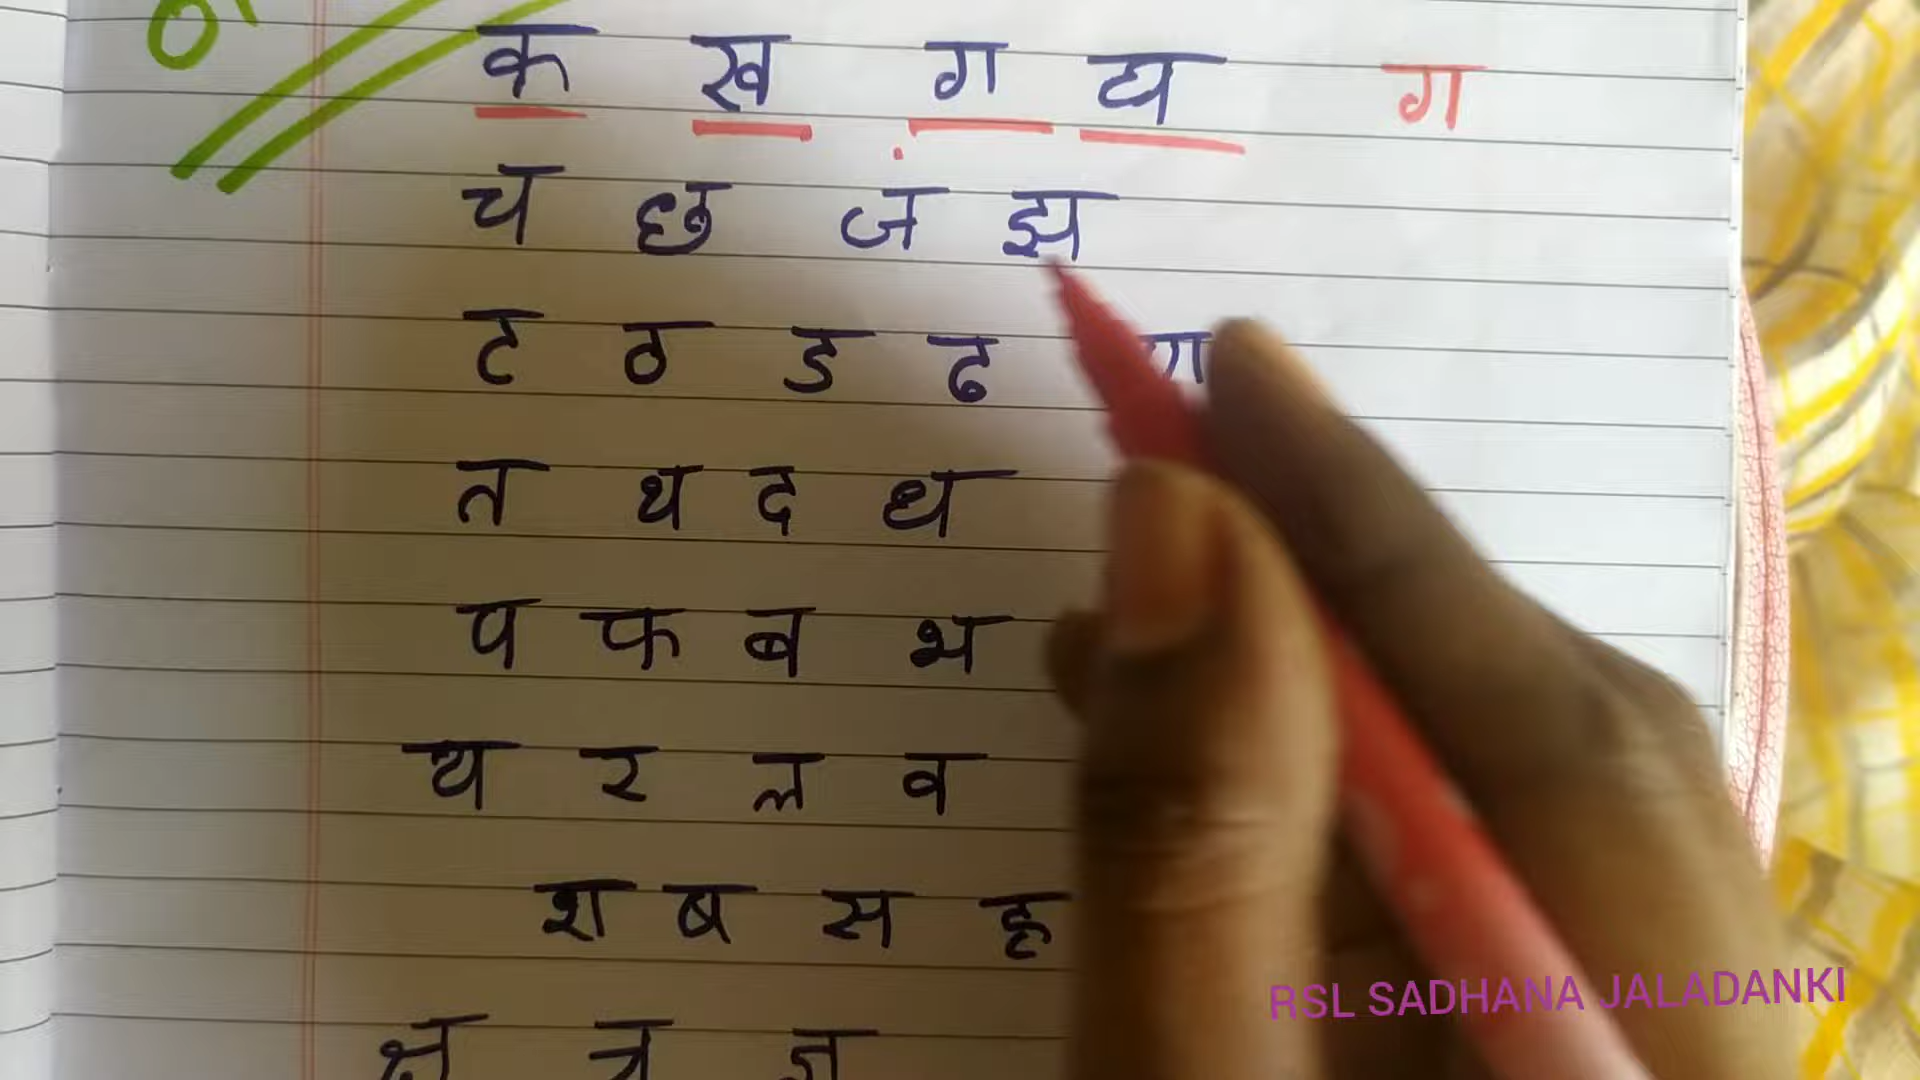 क ख ग घ ग
च छ ज झ
ट ठ ड ढ ण
त थ द ध
प फ ब भ
य र ल व
श ष स ह
क्ष त्र ज्ञ
RSL SADHANA JALADANKI